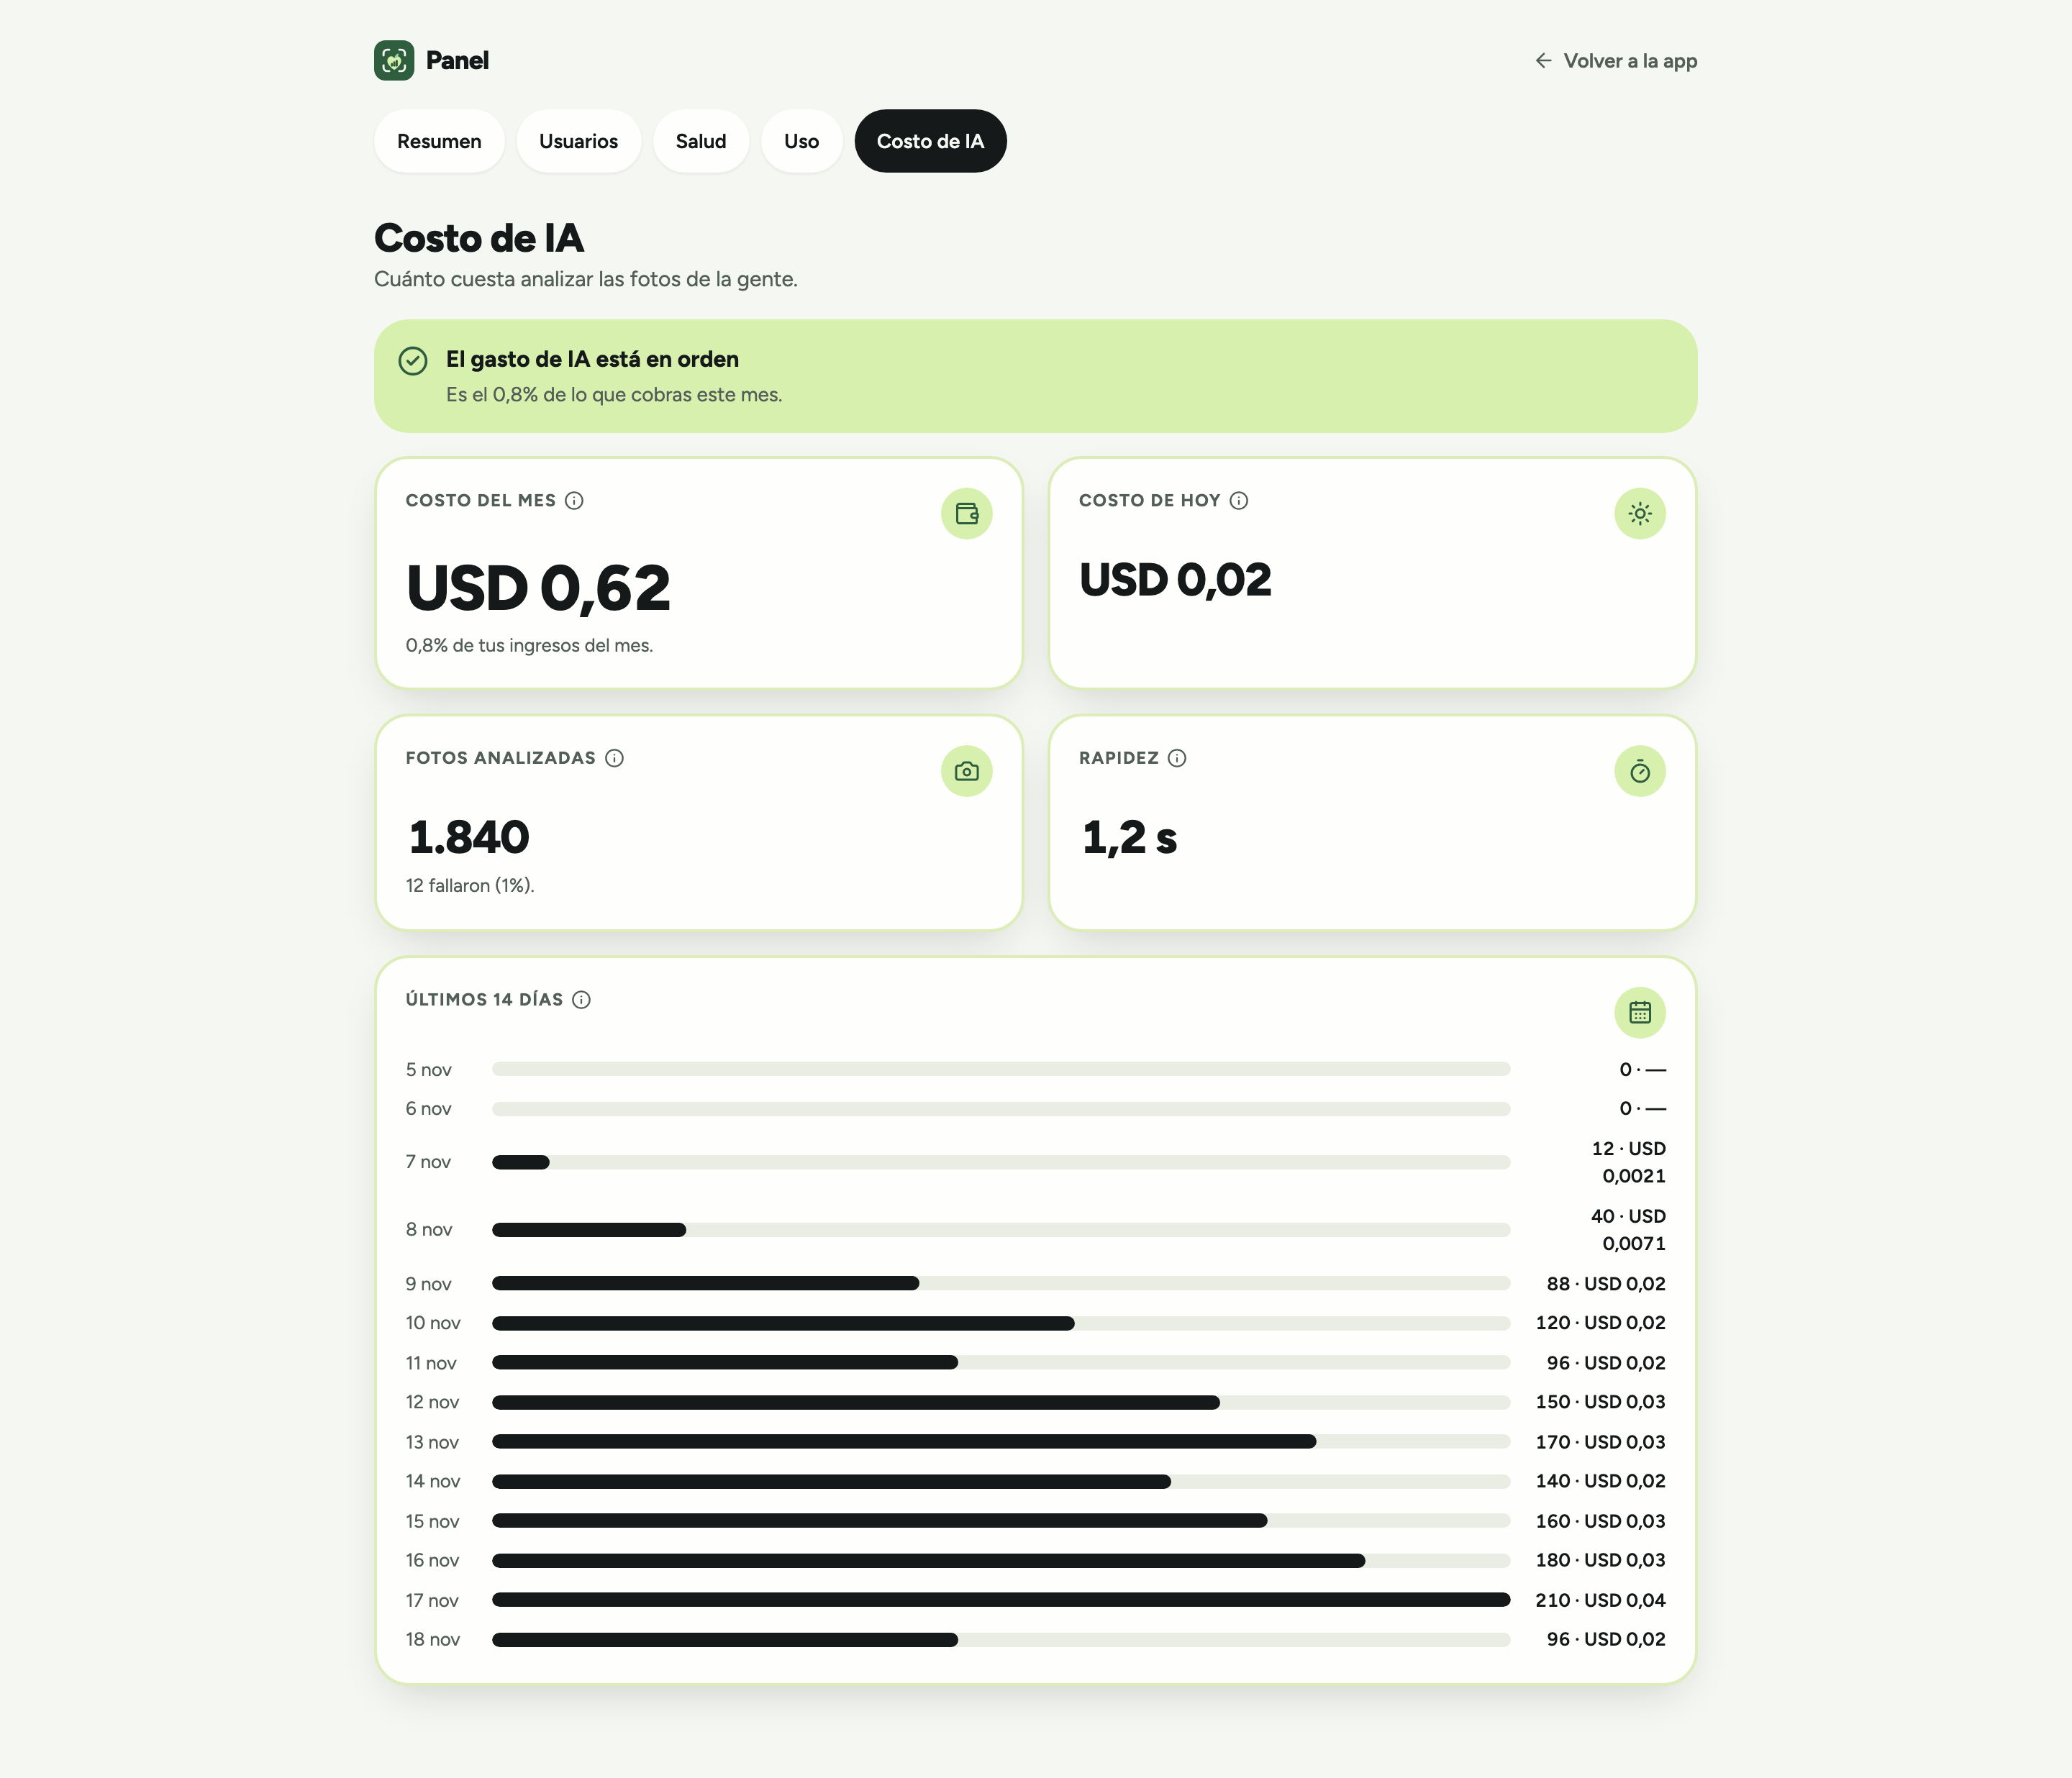 Panel
Volver a la app
Resumen
Usuarios
Salud
Uso
Costo de IA
Costo de IA
Cuánto cuesta analizar las fotos de la gente.
El gasto de IA está en orden
Es el 0,8% de lo que cobras este mes.
COSTO DEL MES
USD 0,62
0,8% de tus ingresos del mes.
COSTO DE HOY
USD 0,02
FOTOS ANALIZADAS
1.840
12 fallaron (1%).
RAPIDEZ
1,2 s
ÚLTIMOS 14 DÍAS
5 nov 0 · —
6 nov 0 · —
7 nov 12 · USD
0,0021
8 nov 40 · USD
0,0071
9 nov 88 · USD 0,02
10 nov 120 · USD 0,02
11 nov 96 · USD 0,02
12 nov 150 · USD 0,03
13 nov 170 · USD 0,03
14 nov 140 · USD 0,02
15 nov 160 · USD 0,03
16 nov 180 · USD 0,03
17 nov 210 · USD 0,04
18 nov 96 · USD 0,02